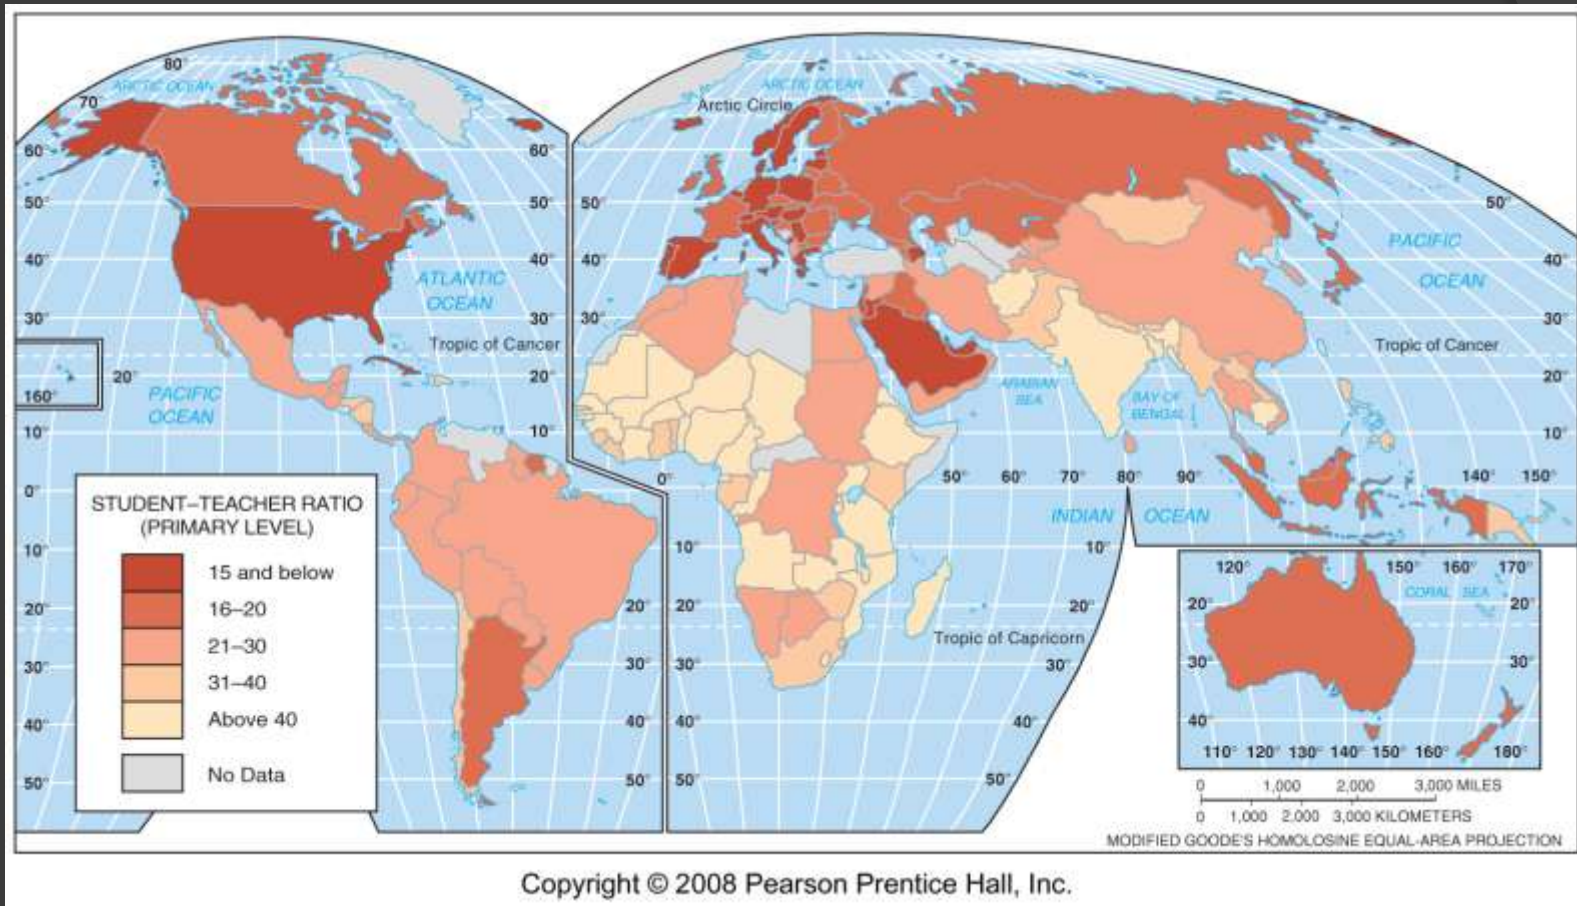 80°
ARCTIC OCEAN
70°
60°
60°
50°
50°
40°
ATLANTIC
OCEAN
40°
30°
30°
Tropic of Cancer
20°
160°
PACIFIC
OCEAN
20°
10°
10°
0°
10°
20°
30°
40°
50°
20°
30°
40°
50°
STUDENT–TEACHER RATIO
(PRIMARY LEVEL)
15 and below
16–20
21–30
31–40
Above 40
No Data
ARCTIC OCEAN
Arctic Circle
60°
50°
40°
30°
50°
PACIFIC
OCEAN
40°
30°
Tropic of Cancer
20°
10°
ARABIAN
SEA
BAY OF
BENGAL
0°
50°
60°
70°
80°
90°
140°
150°
INDIAN
OCEAN
10°
10°
20°
20°
Tropic of Capricorn
30°
30°
40°
40°
50°
50°
120°
150°
160°
170°
CORAL SEA
20°
20°
30°
30°
40°
40°
110°
120°
130°
140°
150°
160°
180°
0 1,000 2,000 3,000 MILES
0 1,000 2,000 3,000 KILOMETERS
MODIFIED GOODE'S HOMOLOSINE EQUAL-AREA PROJECTION
Copyright © 2008 Pearson Prentice Hall, Inc.